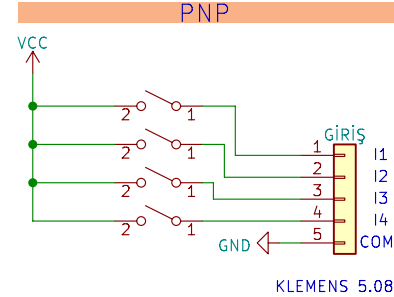 PNP
VCC
2 1
2 1
2 1
2 1
GİRİŞ
1 I1
2 I2
3 I3
4 I4
GND 5 COM
KLEMENS 5.08